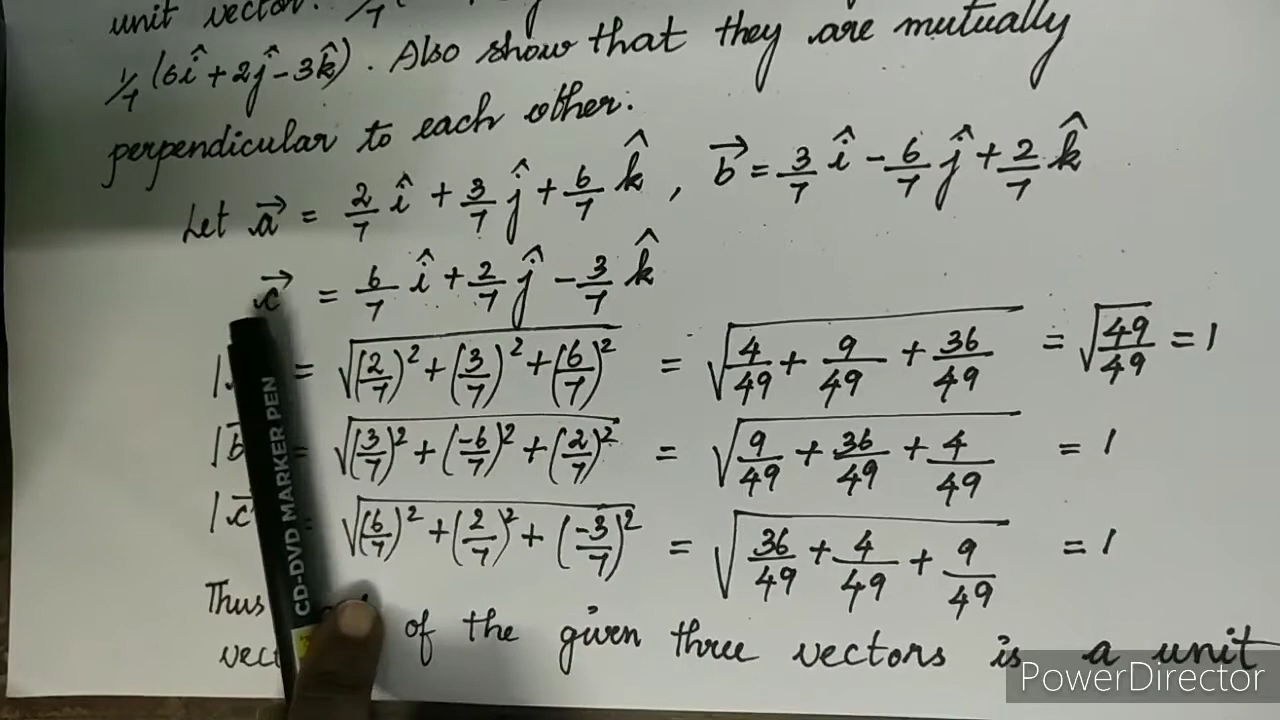 unit vector. 1/7(
1/7 (6î + 2ĵ - 3k̂). Also show that they are mutually
perpendicular to each other.
Let a⃗ = 2/7 î + 3/7 ĵ + 6/7 k̂ , b⃗ = 3/7 î - 6/7 ĵ + 2/7 k̂
c⃗ = 6/7 î + 2/7 ĵ - 3/7 k̂
| = √((2/7)² + (3/7)² + (6/7)²) = √(4/49 + 9/49 + 36/49) = √(49/49) = 1
|b⃗ = √((3/7)² + (-6/7)² + (2/7)²) = √(9/49 + 36/49 + 4/49) = 1
|c⃗ = √((6/7)² + (2/7)² + (-3/7)²) = √(36/49 + 4/49 + 9/49) = 1
Thus of the given three vectors is a unit
CD-DVD MARKER PEN
PowerDirector